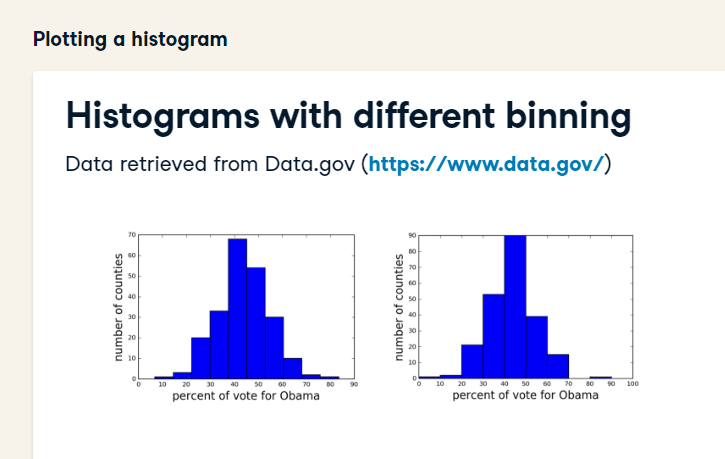 Plotting a histogram
Histograms with different binning
Data retrieved from Data.gov (https://www.data.gov/)
number of counties
70
60
50
40
30
20
10
0
0 10 20 30 40 50 60 70 80 90
percent of vote for Obama
number of counties
90
80
70
60
50
40
30
20
10
0
0 10 20 30 40 50 60 70 80 90 100
percent of vote for Obama